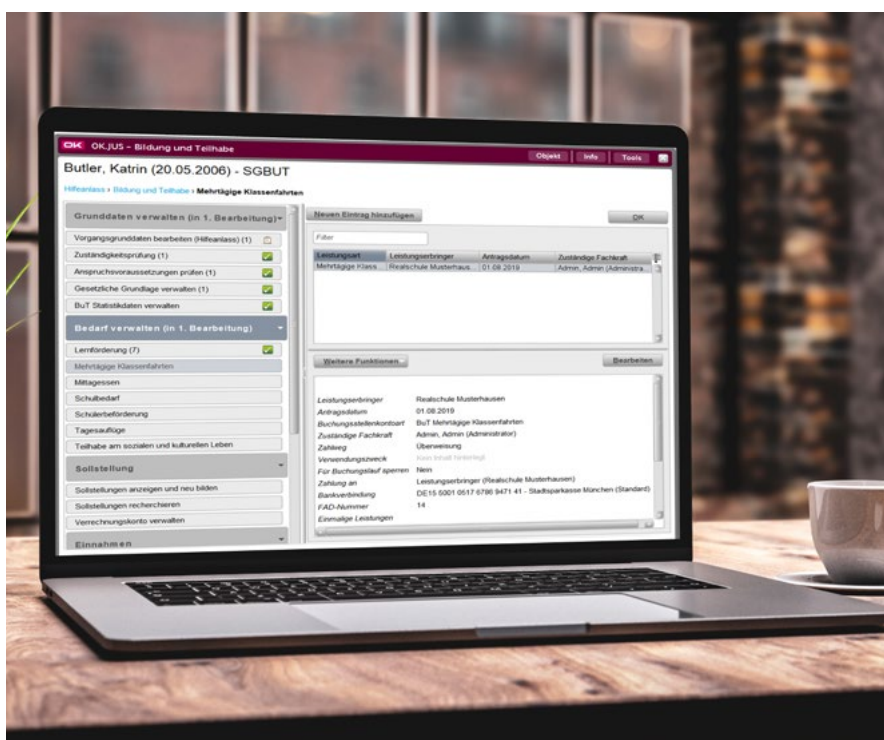 OK OK.JUS – Bildung und Teilhabe
Objekt Info Tools
Butler, Katrin (20.05.2006) - SGBUT
Hilfeanlass › Bildung und Teilhabe › Mehrtägige Klassenfahrten
Grunddaten verwalten (in 1. Bearbeitung)
Vorgangsgrunddaten bearbeiten (Hilfeanlass) (1)
Zuständigkeitsprüfung (1)
Anspruchsvoraussetzungen prüfen (1)
Gesetzliche Grundlage verwalten (1)
BuT Statistikdaten verwalten
Bedarf verwalten (in 1. Bearbeitung)
Lernförderung (7)
Mehrtägige Klassenfahrten
Mittagessen
Schulbedarf
Schülerbeförderung
Tagesauflüge
Teilhabe am sozialen und kulturellen Leben
Sollstellung
Sollstellungen anzeigen und neu bilden
Sollstellungen recherchieren
Verrechnungskonto verwalten
Einnahmen
Neuen Eintrag hinzufügen
OK
Filter
Leistungsart Leistungserbringer Antragsdatum Zuständige Fachkraft
Mehrtägige Klass... Realschule Musterhaus... 01.08.2019 Admin, Admin (Administra...
Weitere Funktionen
Bearbeiten
Leistungserbringer Realschule Musterhausen
Antragsdatum 01.08.2019
Buchungsstellenkontoart BuT Mehrtägige Klassenfahrten
Zuständige Fachkraft Admin, Admin (Administrator)
Zahlweg Überweisung
Verwendungszweck Kein Inhalt hinterlegt
Für Buchungslauf sperren Nein
Zahlung an Leistungserbringer (Realschule Musterhausen)
Bankverbindung DE15 5001 0517 6786 9471 41 - Stadtsparkasse München (Standard)
FAD-Nummer 14
Einmalige Leistungen